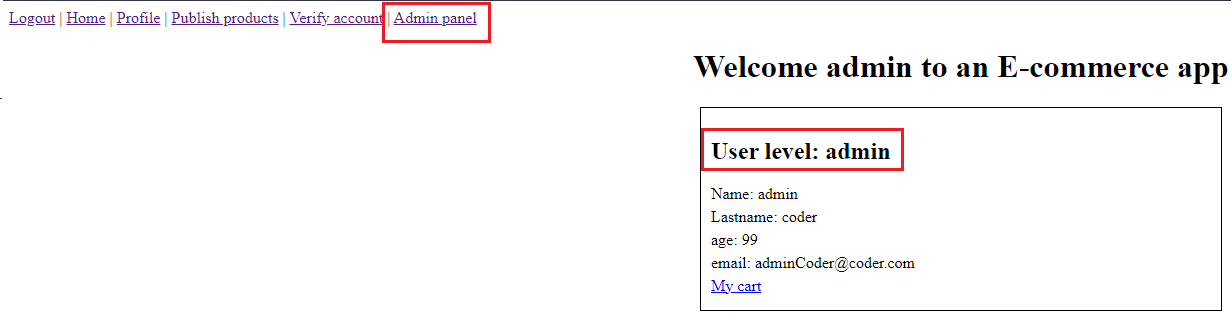 Logout | Home | Profile | Publish products | Verify account | Admin panel
Welcome admin to an E-commerce app
User level: admin
Name: admin
Lastname: coder
age: 99
email: adminCoder@coder.com
My cart